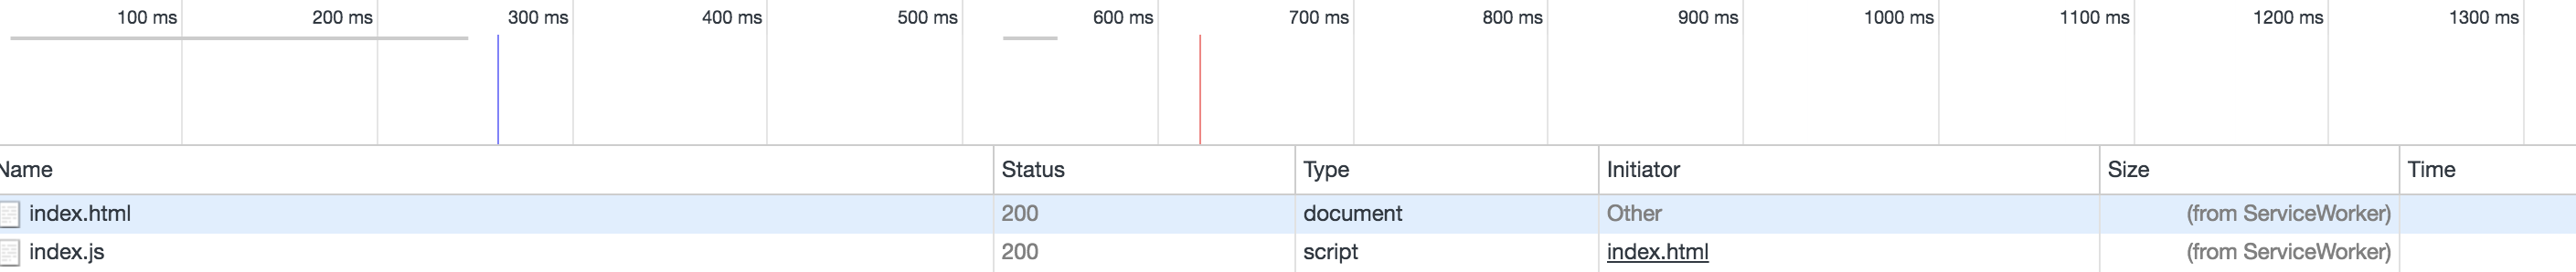 100 ms 200 ms 300 ms 400 ms 500 ms 600 ms 700 ms 800 ms 900 ms 1000 ms 1100 ms 1200 ms 1300 ms
Name Status Type Initiator Size Time
index.html 200 document Other (from ServiceWorker)
index.js 200 script index.html (from ServiceWorker)